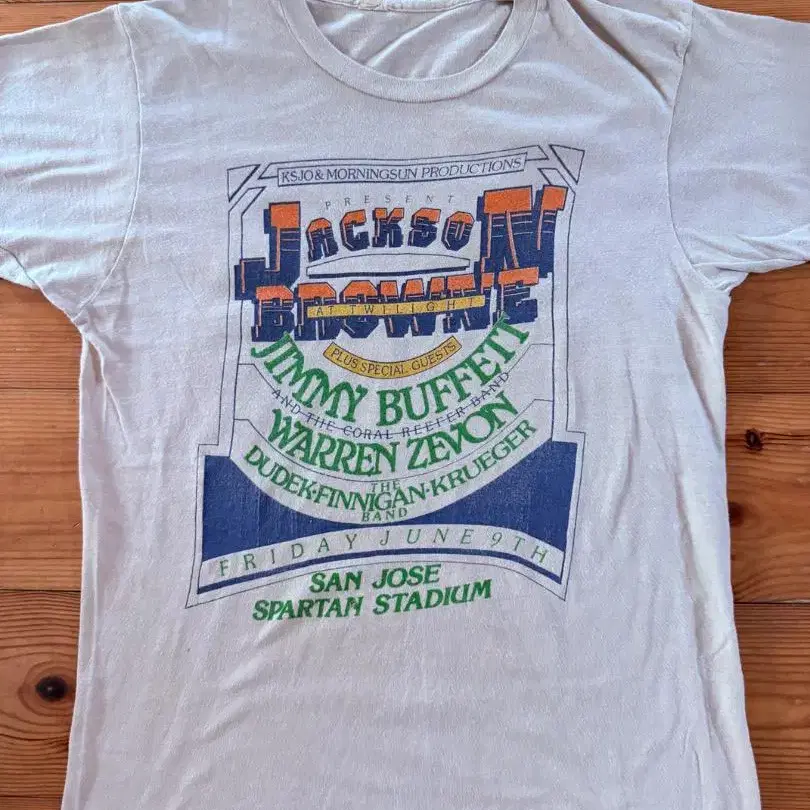 KSJO & MORNINGSUN PRODUCTIONS
PRESENT
JACKSON
BROWNE
AT TWILIGHT
PLUS SPECIAL GUESTS
JIMMY BUFFETT
AND THE CORAL REEFER BAND
WARREN ZEVON
THE
DUDEK·FINNIGAN·KRUEGER
BAND
FRIDAY JUNE 9TH
SAN JOSE
SPARTAN STADIUM